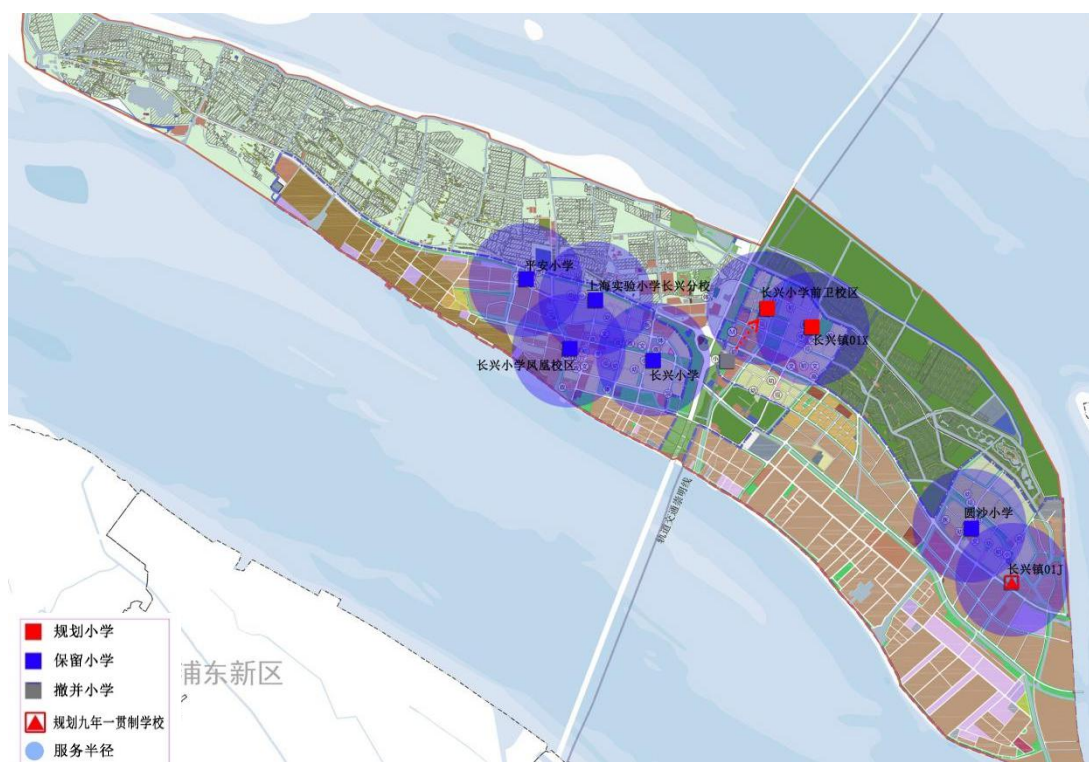 平安小学
上海实验小学长兴分校
长兴小学前卫校区
长兴镇01X
长兴小学凤凰校区
长兴小学
轨道交通崇明线
圆沙小学
长兴镇01J
浦东新区
规划小学
保留小学
撤并小学
规划九年一贯制学校
服务半径